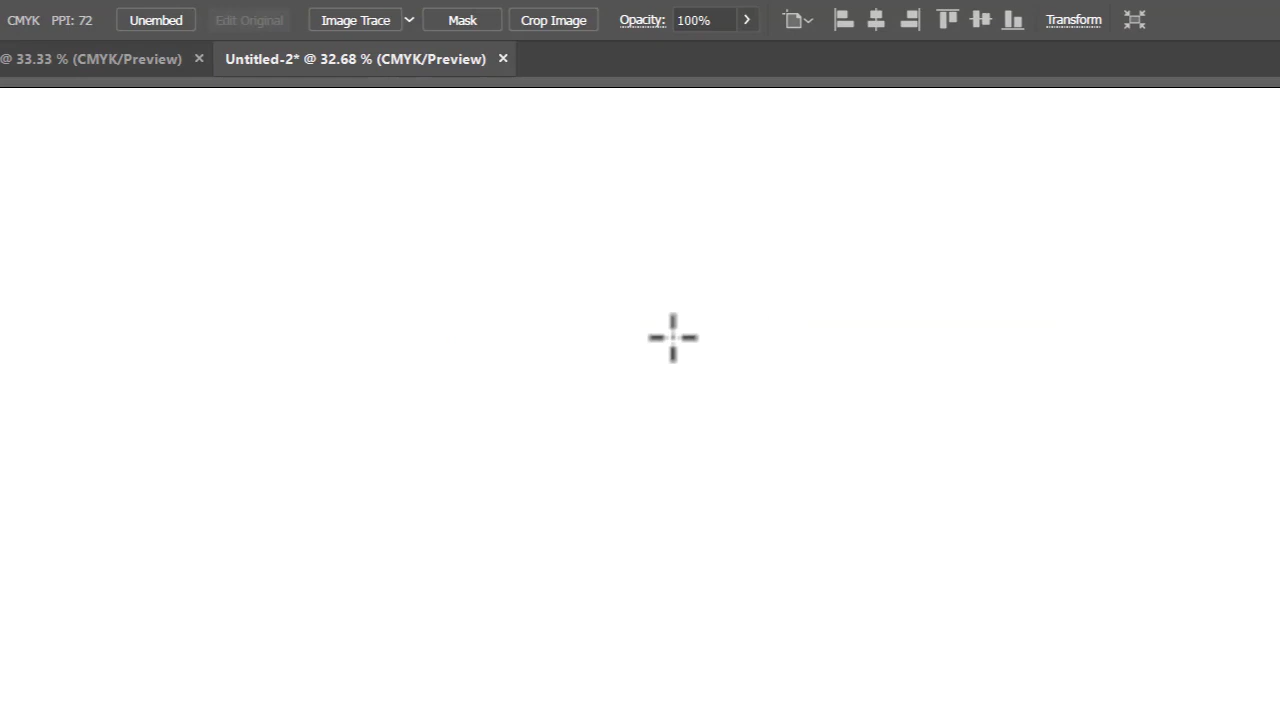 CMYK PPI: 72 Unembed Edit Original Image Trace Mask Crop Image Opacity: 100% Transform
@ 33.33 % (CMYK/Preview) × Untitled-2* @ 32.68 % (CMYK/Preview) ×